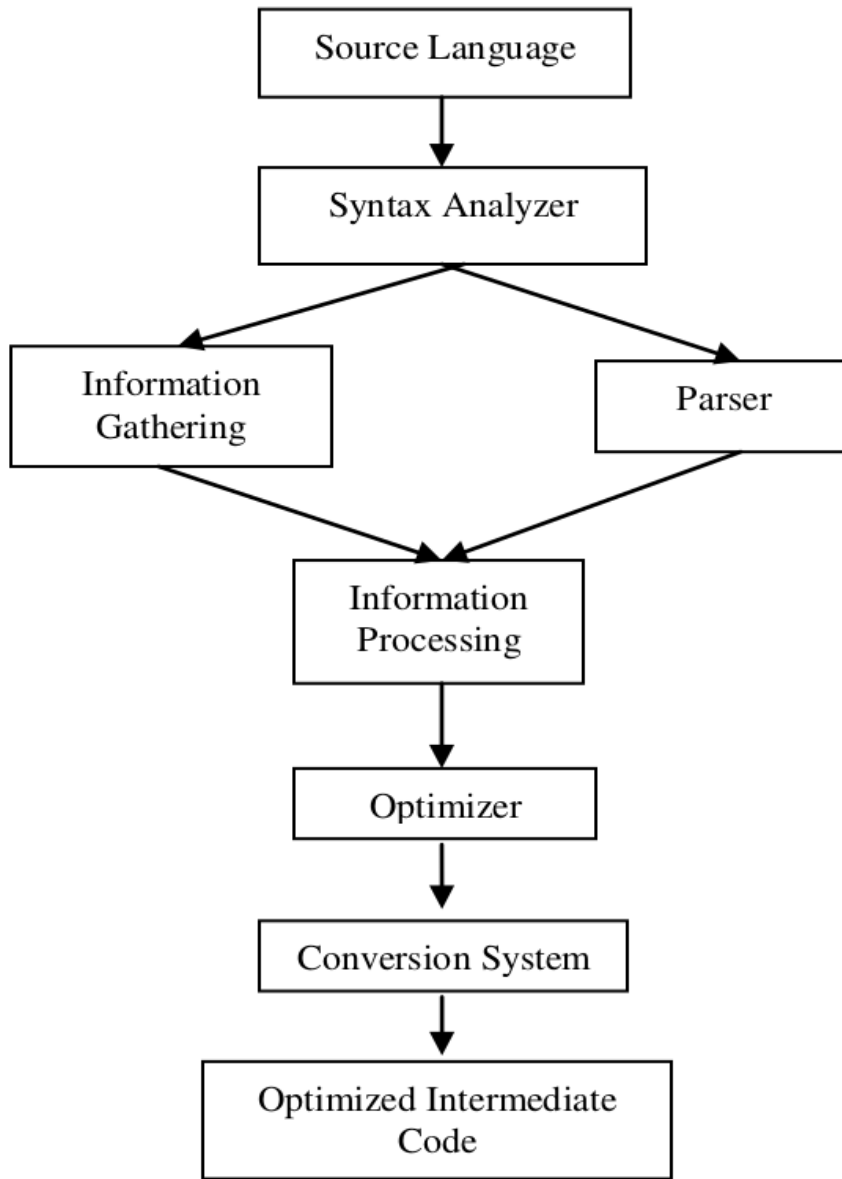 Source Language
Syntax Analyzer
Information
Gathering
Parser
Information
Processing
Optimizer
Conversion System
Optimized Intermediate
Code